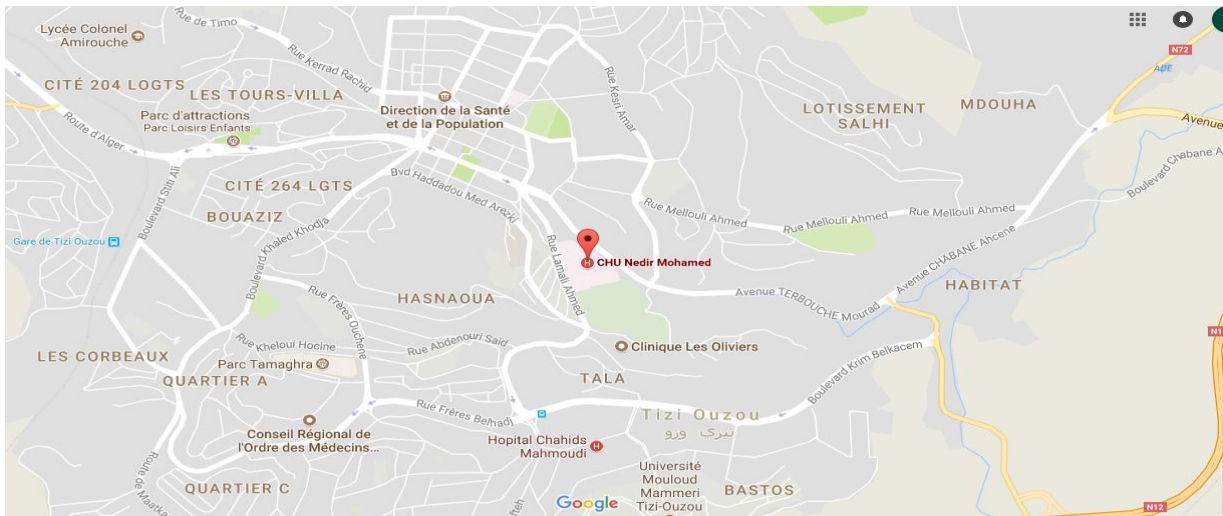 Lycée Colonel
Amirouche
Rue de Timo
N72
ADE
Rue Kerrad Rachid
CITÉ 204 LOGTS
LES TOURS-VILLA
Rue Kesri Amar
Direction de la Santé
et de la Population
LOTISSEMENT
SALHI
MDOUHA
Parc d'attractions
Parc Loisirs Enfants
Route d'Alger
Avenue
Boulevard Chabane A
CITÉ 264 LGTS
Bvd Haddadou Med Arezki
BOUAZIZ
Boulevard Stiti Ali
Rue Mellouli Ahmed
Rue Mellouli Ahmed
Rue Mellouli Ahmed
Gare de Tizi Ouzou
Boulevard Khaled Khodja
Rue Lamali Ahmed
CHU Nedir Mohamed
Avenue CHABANE Ahcene
HABITAT
HASNAOUA
Rue Frères Ouchene
Avenue TERBOUCHE Mourad
N1
Rue Kheloui Hocine
Rue Abdenouri Said
Clinique Les Oliviers
LES CORBEAUX
Parc Tamaghra
Boulevard Krim Belkacem
QUARTIER A
TALA
Rue Frères Belhadj
Tizi Ouzou
تيزي وزو
Conseil Régional de
l'Ordre des Médecins...
Hopital Chahids
Mahmoudi
Route de Maatka
QUARTIER C
Université
Mouloud
Mammeri
Tizi-Ouzou
BASTOS
Google
N12
N12